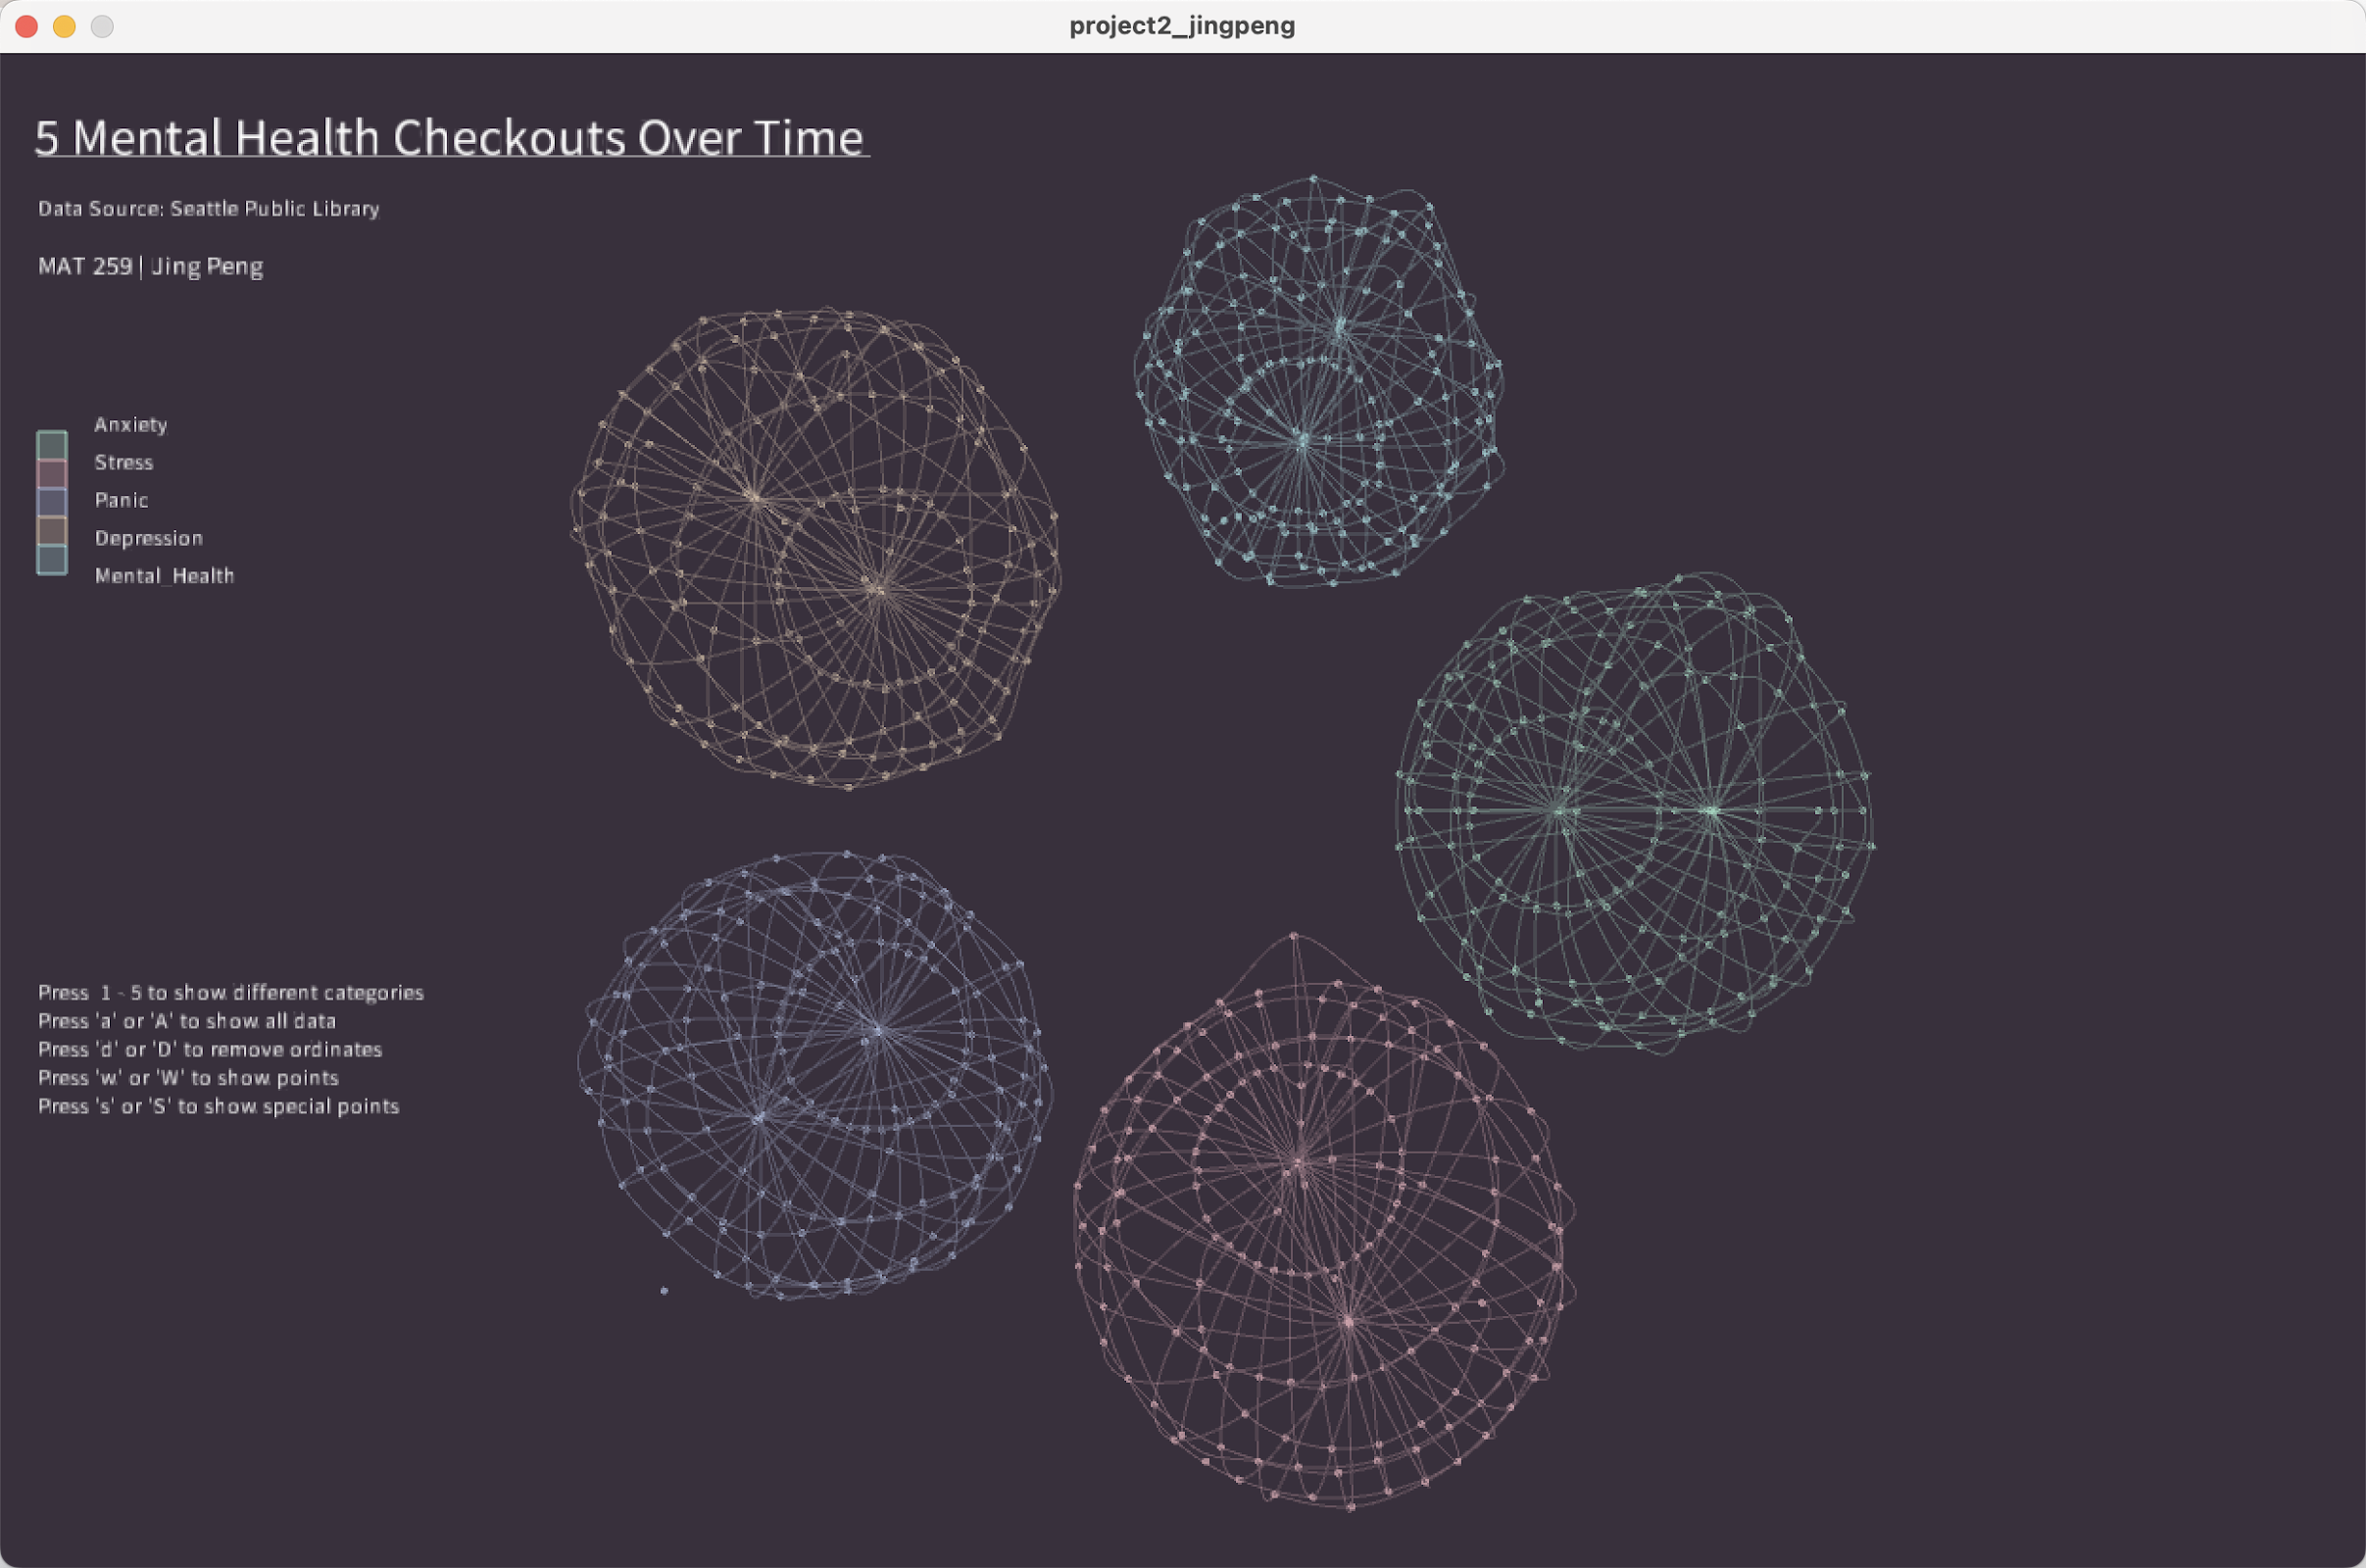 project2_jingpeng
5 Mental Health Checkouts Over Time
Data Source: Seattle Public Library
MAT 259 | Jing Peng
Anxiety
Stress
Panic
Depression
Mental_Health
Press 1 - 5 to show different categories
Press 'a' or 'A' to show all data
Press 'd' or 'D' to remove ordinates
Press 'w' or 'W' to show points
Press 's' or 'S' to show special points